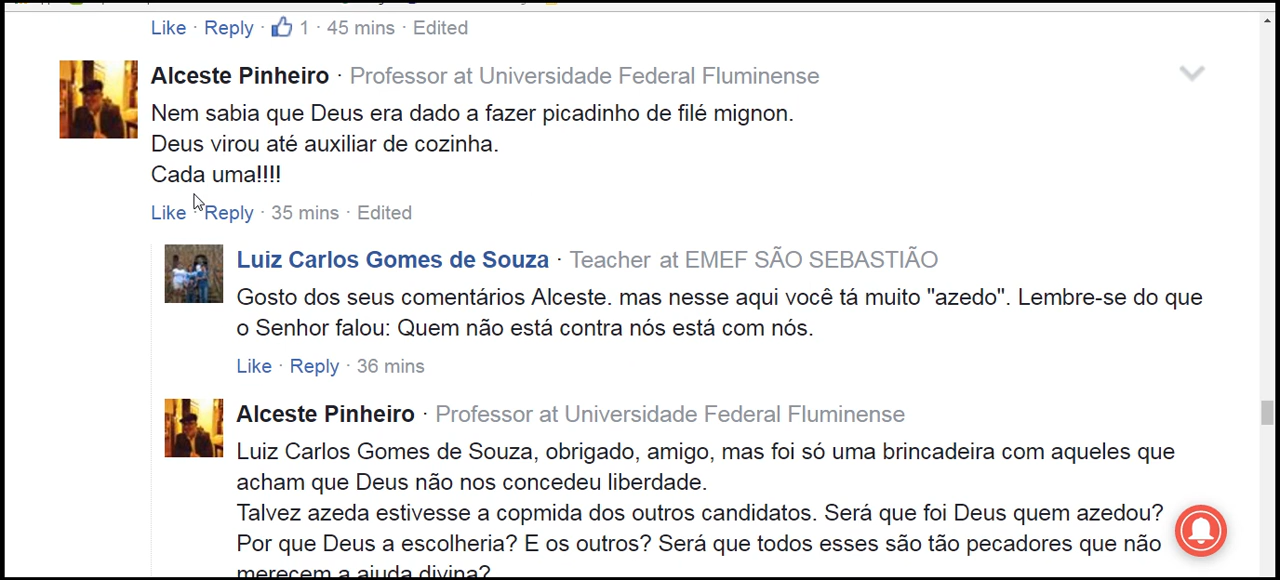 Like · Reply · 1 · 45 mins · Edited
Alceste Pinheiro · Professor at Universidade Federal Fluminense
Nem sabia que Deus era dado a fazer picadinho de filé mignon.
Deus virou até auxiliar de cozinha.
Cada uma!!!!
Like · Reply · 35 mins · Edited
Luiz Carlos Gomes de Souza · Teacher at EMEF SÃO SEBASTIÃO
Gosto dos seus comentários Alceste. mas nesse aqui você tá muito "azedo". Lembre-se do que
o Senhor falou: Quem não está contra nós está com nós.
Like · Reply · 36 mins
Alceste Pinheiro · Professor at Universidade Federal Fluminense
Luiz Carlos Gomes de Souza, obrigado, amigo, mas foi só uma brincadeira com aqueles que
acham que Deus não nos concedeu liberdade.
Talvez azeda estivesse a copmida dos outros candidatos. Será que foi Deus quem azedou?
Por que Deus a escolheria? E os outros? Será que todos esses são tão pecadores que não
merecem a ajuda divina?